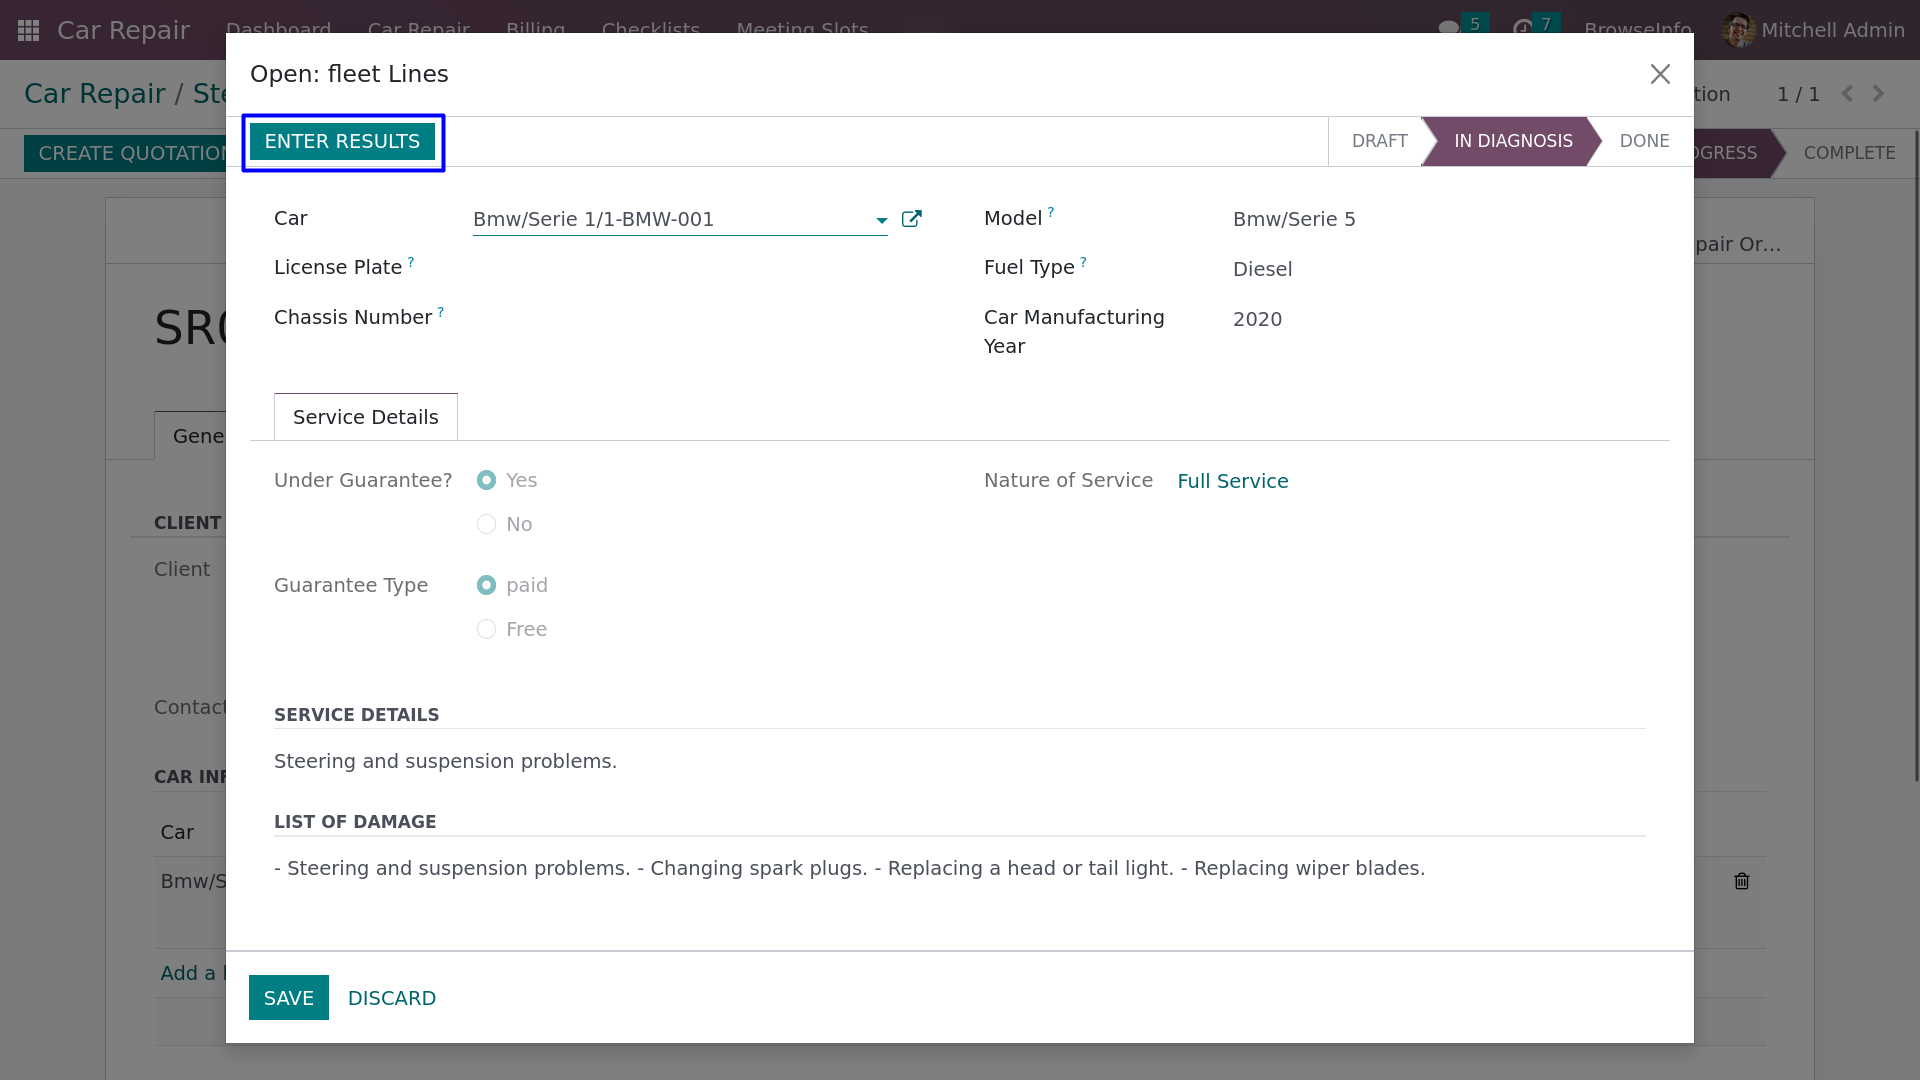 Car Repair Dashboard Car Repair Billing Checklists Meeting Slots 5 7 BrowseInfo Mitchell Admin
Open: fleet Lines
Car Repair / Ste
tion 1 / 1
ENTER RESULTS
DRAFT IN DIAGNOSIS DONE
CREATE QUOTATION
OGRESS COMPLETE
Car Bmw/Serie 1/1-BMW-001
Model ? Bmw/Serie 5
pair Or...
License Plate ?
Fuel Type ? Diesel
SR0
Chassis Number ?
Car Manufacturing Year 2020
Service Details
Gene
Under Guarantee? Yes
No
Nature of Service Full Service
CLIENT
Client
Guarantee Type paid
Free
Contact
SERVICE DETAILS
Steering and suspension problems.
CAR INF
LIST OF DAMAGE
Car
- Steering and suspension problems. - Changing spark plugs. - Replacing a head or tail light. - Replacing wiper blades.
Bmw/S
Add a l
SAVE DISCARD